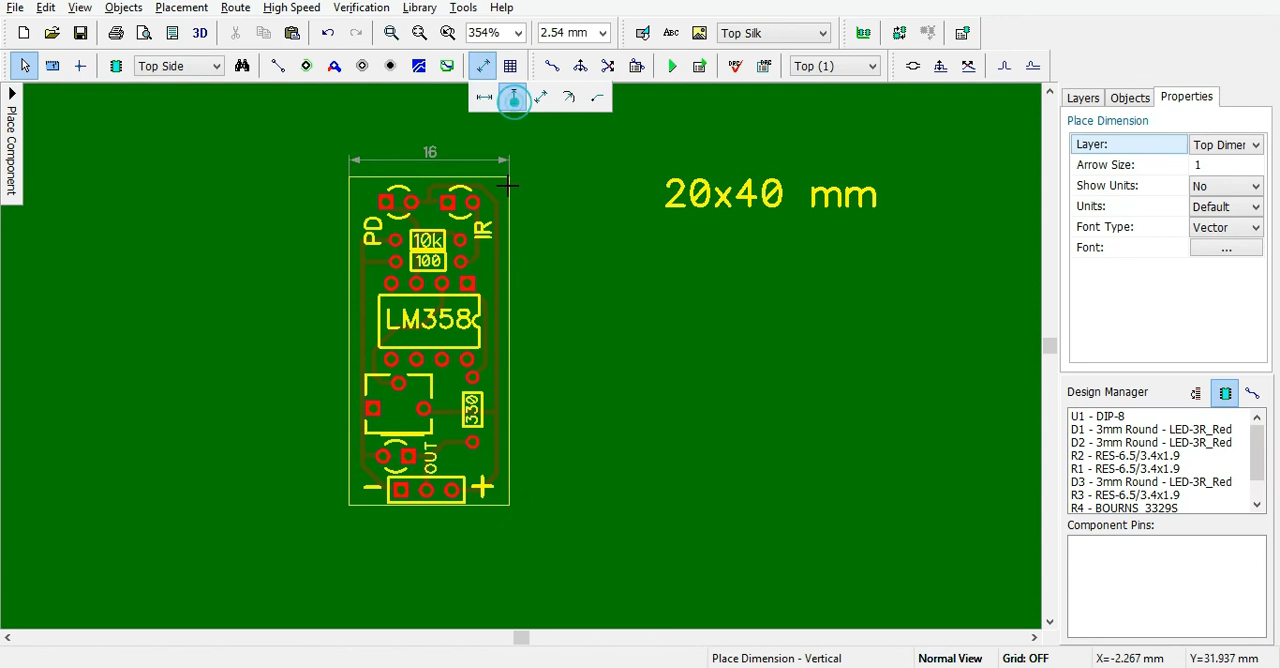 File Edit View Objects Placement Route High Speed Verification Library Tools Help
3D 354% 2.54 mm Abc Top Silk
Top Side Top (1)
Place Component
Layers Objects Properties
Place Dimension
Layer: Top Dimer
Arrow Size: 1
Show Units: No
Units: Default
Font Type: Vector
Font: ...
16
20x40 mm
PD
IR
10k
100
LM358
330
OUT
- +
Design Manager
U1 - DIP-8
D1 - 3mm Round - LED-3R_Red
D2 - 3mm Round - LED-3R_Red
R2 - RES-6.5/3.4x1.9
R1 - RES-6.5/3.4x1.9
D3 - 3mm Round - LED-3R_Red
R3 - RES-6.5/3.4x1.9
R4 - BOURNS_3329S
Component Pins:
Place Dimension - Vertical Normal View Grid: OFF X=-2.267 mm Y=31.937 mm